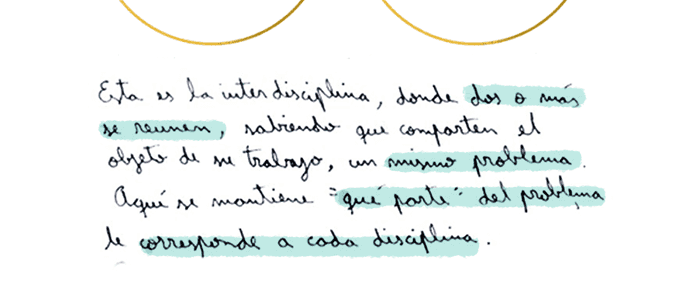 Esta es la interdisciplina, donde dos o más
se reunen, sabiendo que comparten el
objeto de su trabajo, un mismo problema.
Aquí se mantiene "qué parte" del problema
le corresponde a cada disciplina.